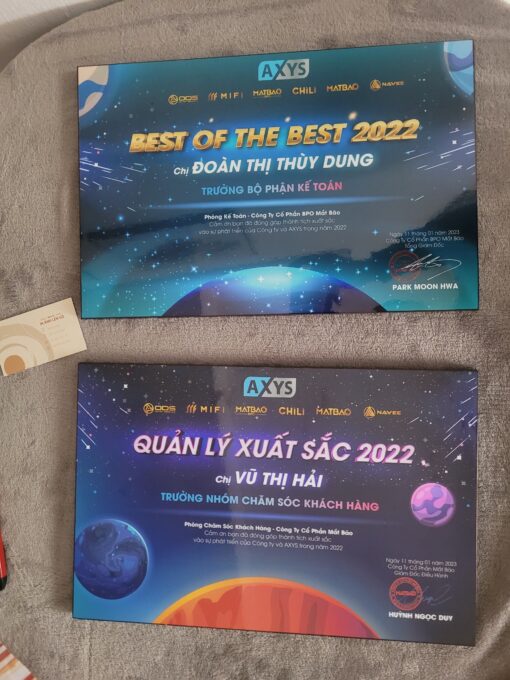 AXYS
ODS MIFI MATBAO CHILI MATBAO NAVEE
BEST OF THE BEST 2022
Chị ĐOÀN THỊ THÙY DUNG
TRƯỞNG BỘ PHẬN KẾ TOÁN
Phòng Kế Toán - Công Ty Cổ Phần BPO Mắt Bão
Cảm ơn bạn đã đóng góp thành tích xuất sắc
vào sự phát triển của Công ty và AXYS trong năm 2022
Ngày 11 tháng 01 năm 2023
Công Ty Cổ Phần BPO Mắt Bão
Tổng Giám Đốc
PARK MOON HWA
AXYS
ODS MIFI MATBAO CHILI MATBAO NAVEE
QUẢN LÝ XUẤT SẮC 2022
Chị VŨ THỊ HẢI
TRƯỞNG NHÓM CHĂM SÓC KHÁCH HÀNG
Phòng Chăm Sóc Khách Hàng - Công Ty Cổ Phần Mắt Bão
Cảm ơn bạn đã đóng góp thành tích xuất sắc
vào sự phát triển của Công ty và AXYS trong năm 2022
Ngày 11 tháng 01 năm 2023
Công Ty Cổ Phần Mắt Bão
Giám Đốc Điều Hành
HUỲNH NGỌC DUY